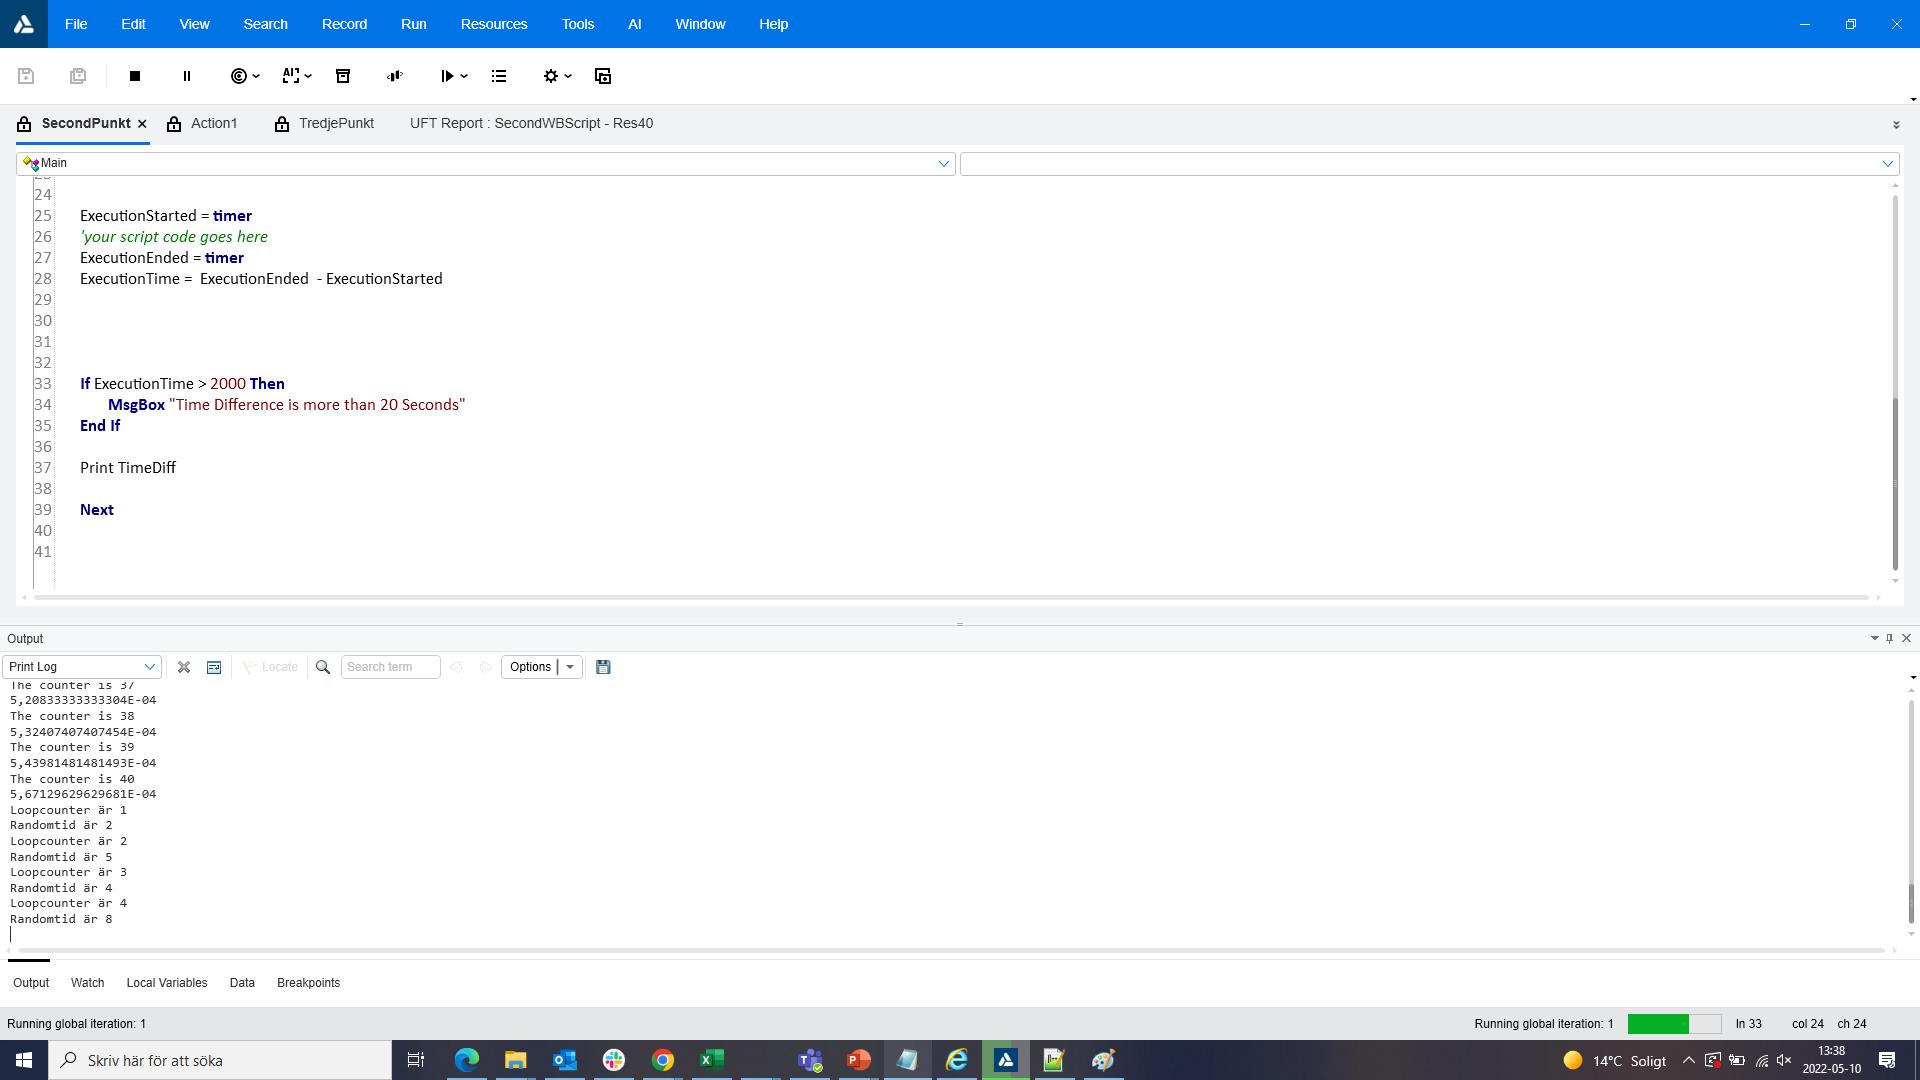 File Edit View Search Record Run Resources Tools AI Window Help
SecondPunkt Action1 TredjePunkt UFT Report : SecondWBScript - Res40
Main
24
25 ExecutionStarted = timer
26 'your script code goes here
27 ExecutionEnded = timer
28 ExecutionTime =  ExecutionEnded  - ExecutionStarted
29
30
31
32
33 If ExecutionTime > 2000 Then
34 MsgBox "Time Difference is more than 20 Seconds"
35 End If
36
37 Print TimeDiff
38
39 Next
40
41
Output
Print Log Locate Search term Options
The counter is 37
5,20833333333304E-04
The counter is 38
5,32407407407454E-04
The counter is 39
5,43981481481493E-04
The counter is 40
5,67129629629681E-04
Loopcounter är 1
Randomtid är 2
Loopcounter är 2
Randomtid är 5
Loopcounter är 3
Randomtid är 4
Loopcounter är 4
Randomtid är 8
Output Watch Local Variables Data Breakpoints
Running global iteration: 1 Running global iteration: 1 ln 33 col 24 ch 24
Skriv här för att söka 14°C Soligt 13:38
2022-05-10